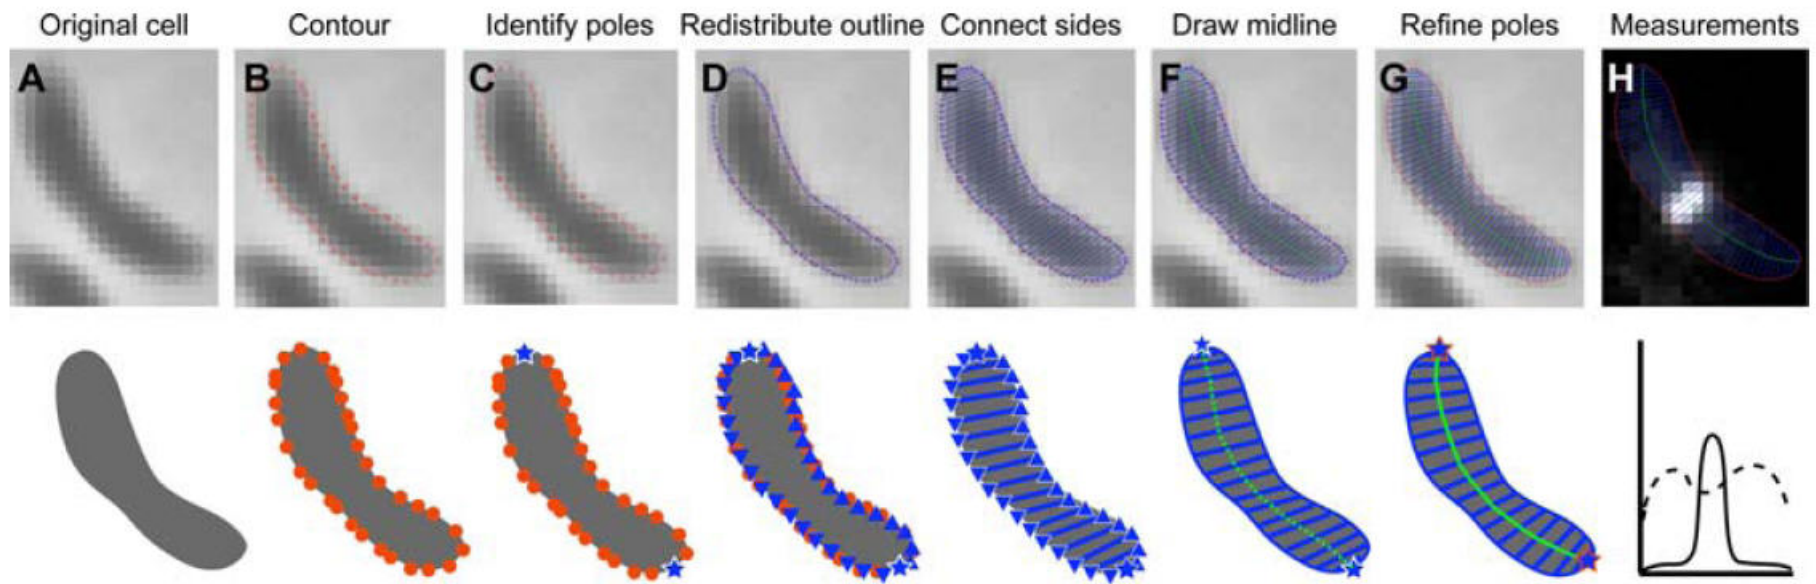 Original cell Contour Identify poles Redistribute outline Connect sides Draw midline Refine poles Measurements
A B C D E F G H